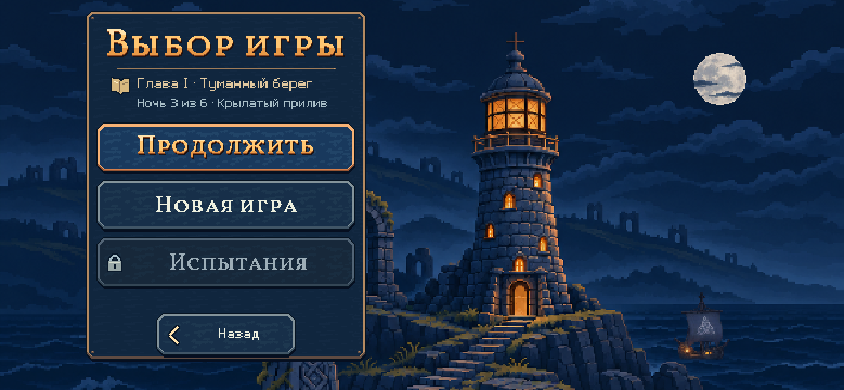 Выбор игры
Глава I · Туманный берег
Ночь 3 из 6 · Крылатый прилив
Продолжить
Новая игра
Испытания
Назад